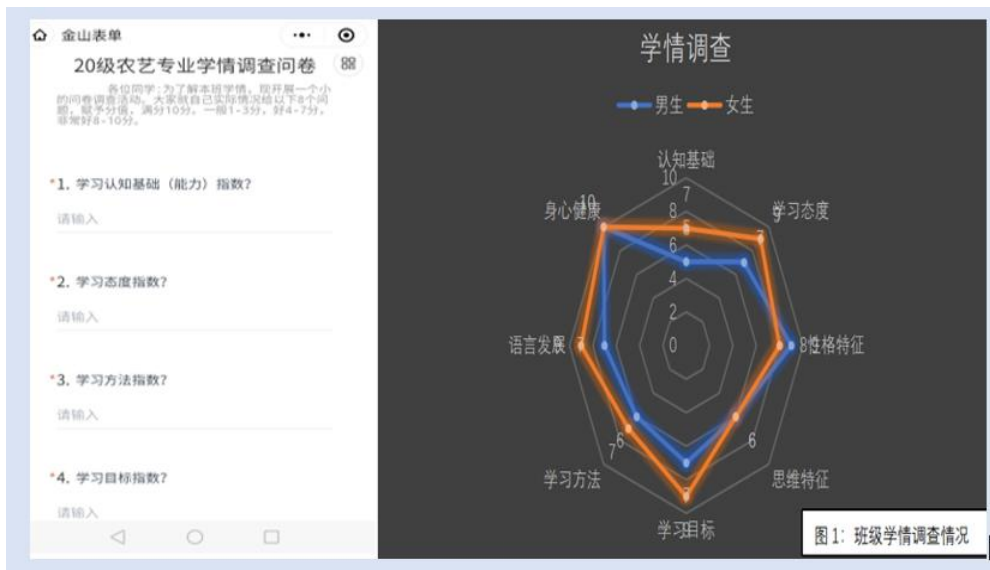 金山表单
20级农艺专业学情调查问卷
各位同学:为了解本班学情,现开展一个小
的问卷调查活动。大家就自己实际情况给以下8个问
题,赋予分值,满分10分。一般1-3分,好4-7分,
非常好8-10分。
*1. 学习认知基础(能力)指数?
请输入
*2. 学习态度指数?
请输入
*3. 学习方法指数?
请输入
*4. 学习目标指数?
请输入
学情调查
男生 女生
认知基础
10
7
身心健康
10
8
5
9
学习态度
7
6
4
2
语言发展
7
0
8
性格特征
6
7
6
学习方法
思维特征
学习目标
图1:班级学情调查情况